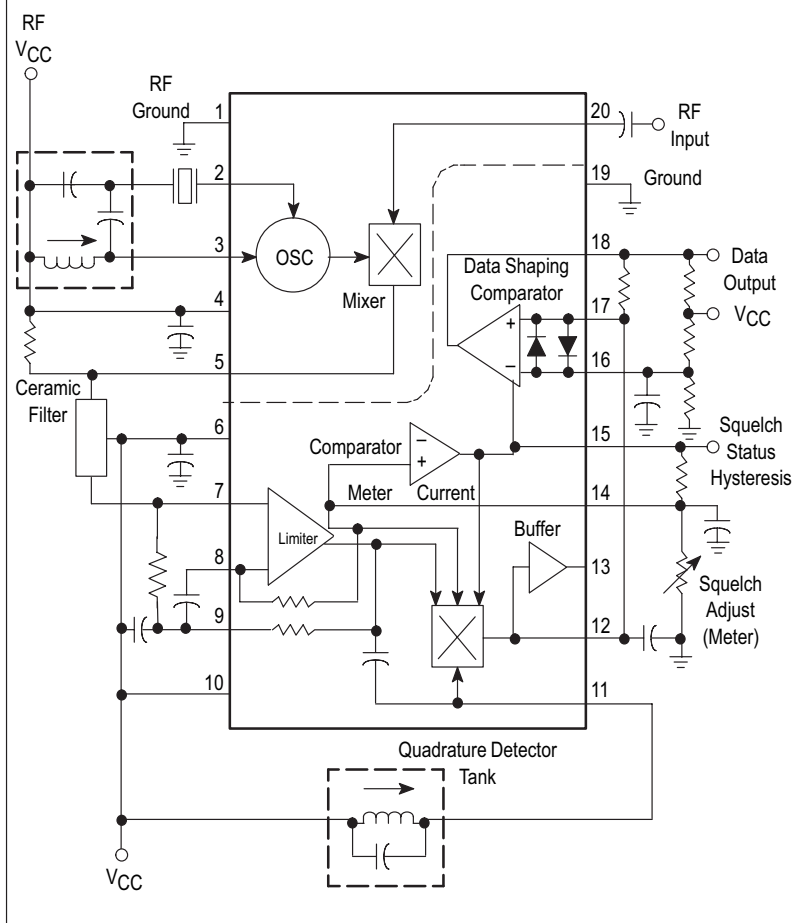 RF
VCC
RF
Ground
1
2
3
4
5
6
7
8
9
10
Ceramic
Filter
VCC
OSC
Mixer
Data Shaping
Comparator
+
–
Comparator
–
+
Meter Current
Limiter
Buffer
20
19
18
17
16
15
14
13
12
11
RF
Input
Ground
Data
Output
VCC
Squelch
Status
Hysteresis
Squelch
Adjust
(Meter)
Quadrature Detector
Tank